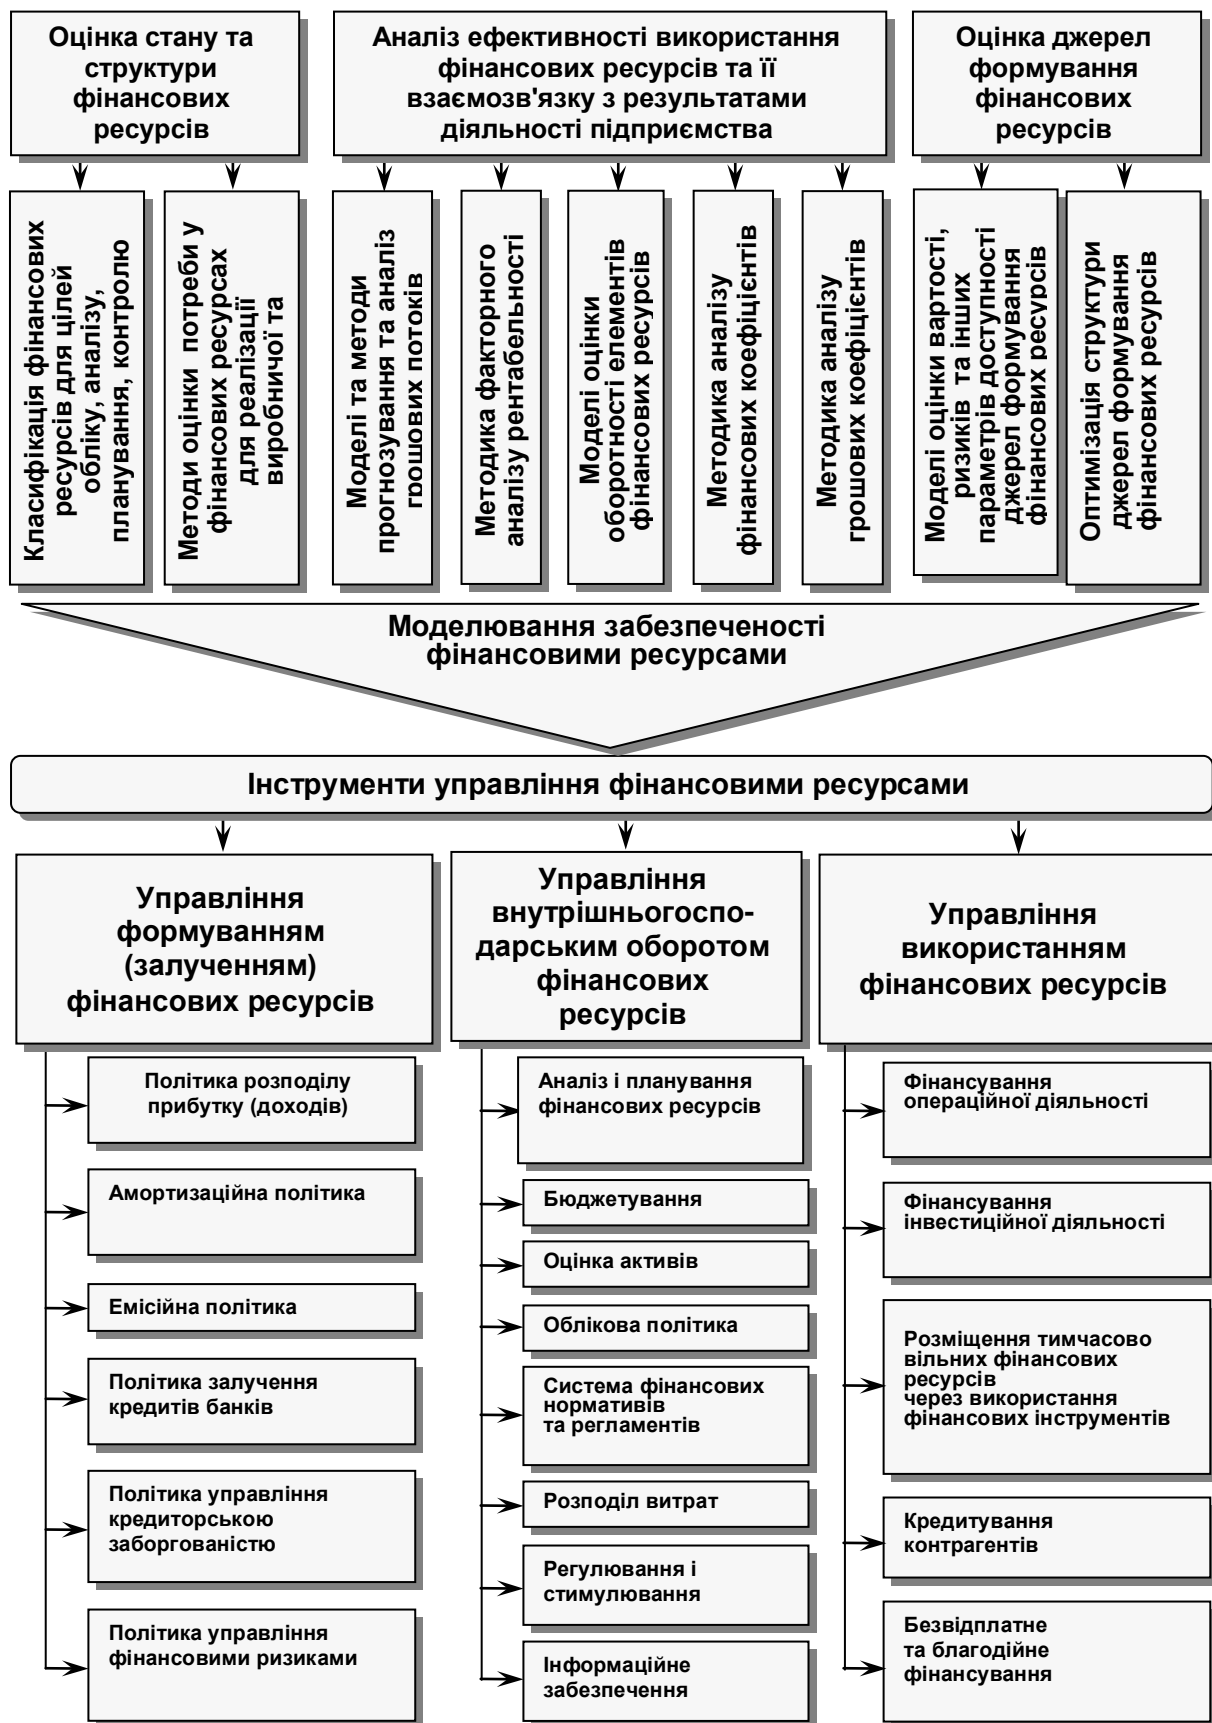 Оцінка стану та
структури
фінансових
ресурсів
Аналіз ефективності використання
фінансових ресурсів та її
взаємозв'язку з результатами
діяльності підприємства
Оцінка джерел
формування
фінансових
ресурсів
Класифікація фінансових
ресурсів для цілей
обліку, аналізу,
планування, контролю
Методи оцінки потреби у
фінансових ресурсах
для реалізації
виробничої та
Моделі та методи
прогнозування та аналіз
грошових потоків
Методика факторного
аналізу рентабельності
Моделі оцінки
оборотності елементів
фінансових ресурсів
Методика аналізу
фінансових коефіцієнтів
Методика аналізу
грошових коефіцієнтів
Моделі оцінки вартості,
ризиків та інших
параметрів доступності
джерел формування
фінансових ресурсів
Оптимізація структури
джерел формування
фінансових ресурсів
Моделювання забезпеченості
фінансовими ресурсами
Інструменти управління фінансовими ресурсами
Управління
формуванням
(залученням)
фінансових ресурсів
Управління
внутрішньогоспо-
дарським оборотом
фінансових
ресурсів
Управління
використанням
фінансових ресурсів
Політика розподілу
прибутку (доходів)
Амортизаційна політика
Емісійна політика
Політика залучення
кредитів банків
Політика управління
кредиторською
заборгованістю
Політика управління
фінансовими ризиками
Аналіз і планування
фінансових ресурсів
Бюджетування
Оцінка активів
Облікова політика
Система фінансових
нормативів
та регламентів
Розподіл витрат
Регулювання і
стимулювання
Інформаційне
забезпечення
Фінансування
операційної діяльності
Фінансування
інвестиційної діяльності
Розміщення тимчасово
вільних фінансових
ресурсів
через використання
фінансових інструментів
Кредитування
контрагентів
Безвідплатне
та благодійне
фінансування